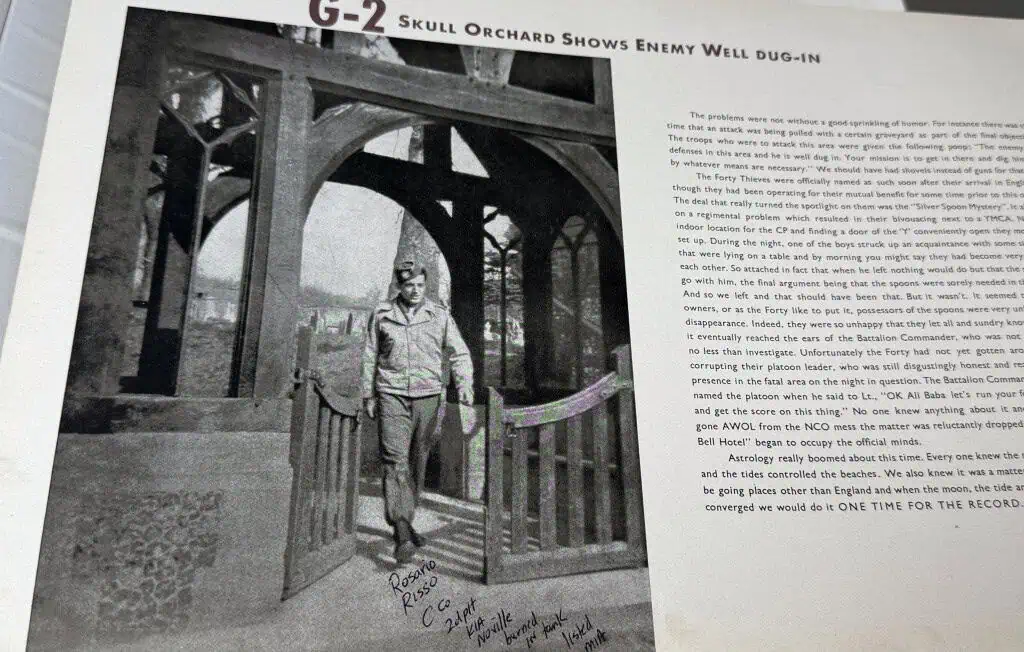 G-2 SKULL ORCHARD SHOWS ENEMY WELL DUG-IN
The problems were not without a good sprinkling of humor. For instance there was
time that an attack was being pulled with a certain graveyard as part of the final
The troops who were to attack this area were given the following poop: "The enemy
defenses in this area and he is well dug in. Your mission is to get in there and dig
by whatever means are necessary." We should have had shovels instead of guns for
The Forty Thieves were officially named as such soon after their arrival in
though they had been operating for their mutual benefit for some time prior to this
The deal that really turned the spotlight on them was the "Silver Spoon Mystery".
on a regimental problem which resulted in their bivouacing next to a YMCA.
indoor location for the CP and finding a door of the "Y" conveniently open they
set up. During the night, one of the boys struck up an acquaintance with some
that were lying on a table and by morning you might say they had become very
each other. So attached in fact that when he left nothing would do but that the
go with him, the final argument being that the spoons were sorely needed in
And so we left and that should have been that. But it wasn't. It seemed
owners, or as the Forty like to put it, possessors of the spoons were very
disappearance. Indeed, they were so unhappy that they let all and sundry
it eventually reached the ears of the Battalion Commander, who was not
no less than investigate. Unfortunately the Forty had not yet gotten
corrupting their platoon leader, who was still disgustingly honest and
presence in the fatal area on the night in question. The Battalion
named the platoon when he said to Lt., "OK Ali Baba let's run your
and get the score on this thing." No one knew anything about it
gone AWOL from the NCO mess the matter was reluctantly dropped
Bell Hotel" began to occupy the official minds.
Astrology really boomed about this time. Every one knew the
and the tides controlled the beaches. We also knew it was a
be going places other than England and when the moon, the tide
converged we would do it ONE TIME FOR THE RECORD.
Rosario
Risso
C Co
2d plt
KIA
Noville
burned
in tank
listed
MIA